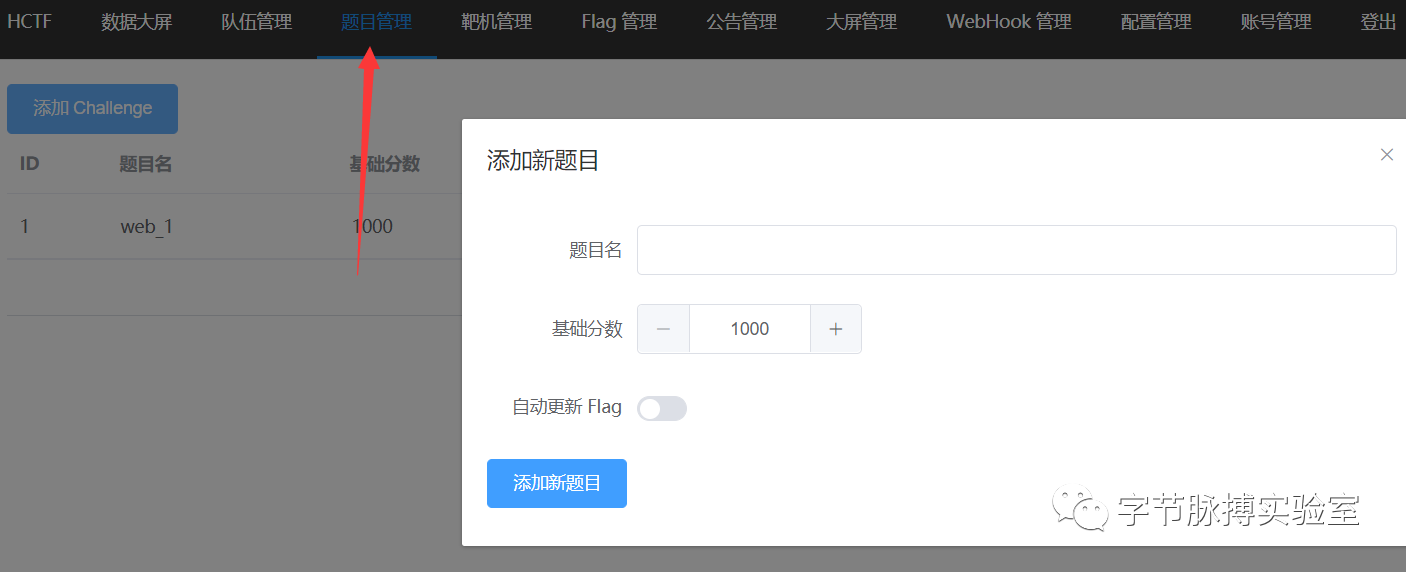 HCTF 数据大屏 队伍管理 题目管理 靶机管理 Flag 管理 公告管理 大屏管理 WebHook 管理 配置管理 账号管理 登出
添加 Challenge
ID 题目名 基础分数
1 web_1 1000
添加新题目
题目名
基础分数 1000
自动更新 Flag
添加新题目
字节脉搏实验室